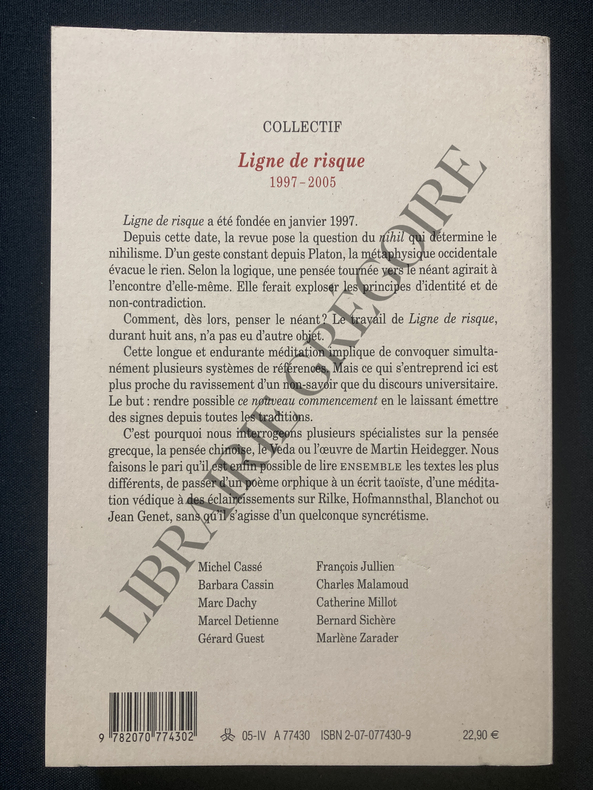 COLLECTIF
Ligne de risque
1997-2005
Ligne de risque a été fondée en janvier 1997.
Depuis cette date, la revue pose la question du nihil qui détermine le
nihilisme. D'un geste constant depuis Platon, la métaphysique occidentale
évacue le rien. Selon la logique, une pensée tournée vers le néant agirait à
l'encontre d'elle-même. Elle ferait exploser les principes d'identité et de
non-contradiction.
Comment, dès lors, penser le néant ? Le travail de Ligne de risque,
durant huit ans, n'a pas eu d'autre objet.
Cette longue et endurante méditation implique de convoquer simulta-
nément plusieurs systèmes de références. Mais ce qui s'entreprend ici est
plus proche du ravissement d'un non-savoir que du discours universitaire.
Le but : rendre possible ce nouveau commencement en le laissant émettre
des signes depuis toutes les traditions.
C'est pourquoi nous interrogeons plusieurs spécialistes sur la pensée
grecque, la pensée chinoise, le Veda ou l'œuvre de Martin Heidegger. Nous
faisons le pari qu'il est enfin possible de lire ENSEMBLE les textes les plus
différents, de passer d'un poème orphique à un écrit taoïste, d'une médita-
tion védique à des éclaircissements sur Rilke, Hofmannsthal, Blanchot ou
Jean Genet, sans qu'il s'agisse d'un quelconque syncrétisme.
Michel Cassé François Jullien
Barbara Cassin Charles Malamoud
Marc Dachy Catherine Millot
Marcel Detienne Bernard Sichère
Gérard Guest Marlène Zarader
9 782070 774302 05-IV A 77430 ISBN 2-07-077430-9 22,90 €
LIBRAIRIE GRÉGOIRE